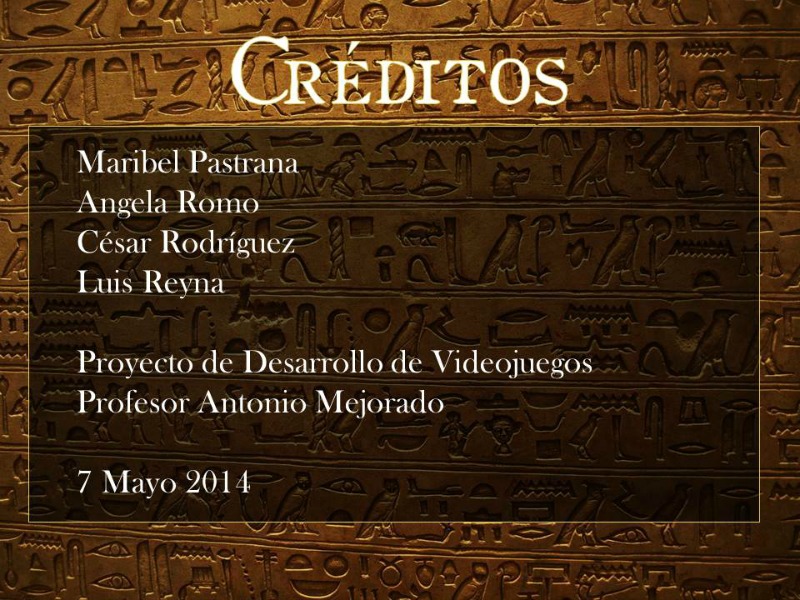 CRÉDITOS
Maribel Pastrana
Angela Romo
César Rodríguez
Luis Reyna
Proyecto de Desarrollo de Videojuegos
Profesor Antonio Mejorado
7 Mayo 2014